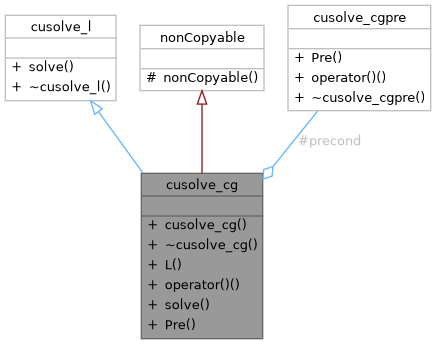 cusolve_l
+ solve()
+ ~cusolve_l()
nonCopyable
# nonCopyable()
cusolve_cgpre
+ Pre()
+ operator()()
+ ~cusolve_cgpre()
#precond
cusolve_cg
+ cusolve_cg()
+ ~cusolve_cg()
+ L()
+ operator()()
+ solve()
+ Pre()